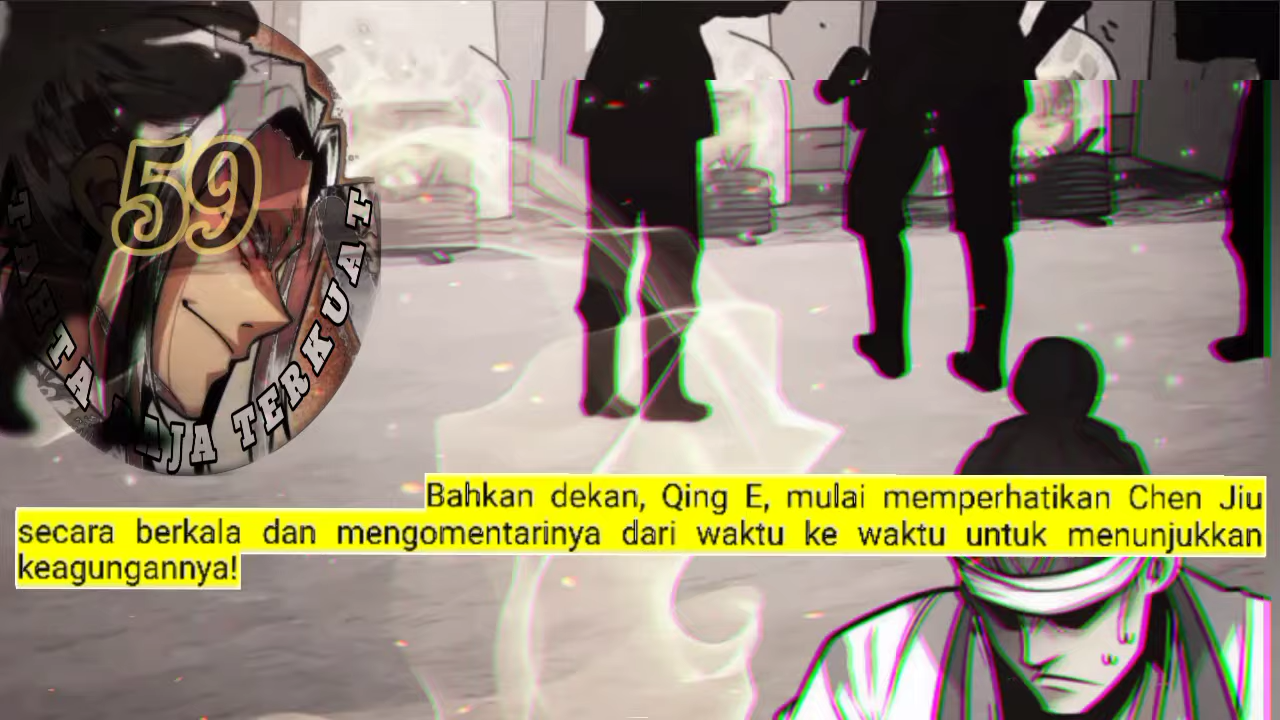 59
TAHTA RAJA TERKUAT
Bahkan dekan, Qing E, mulai memperhatikan Chen Jiu
secara berkala dan mengomentarinya dari waktu ke waktu untuk menunjukkan
keagungannya!